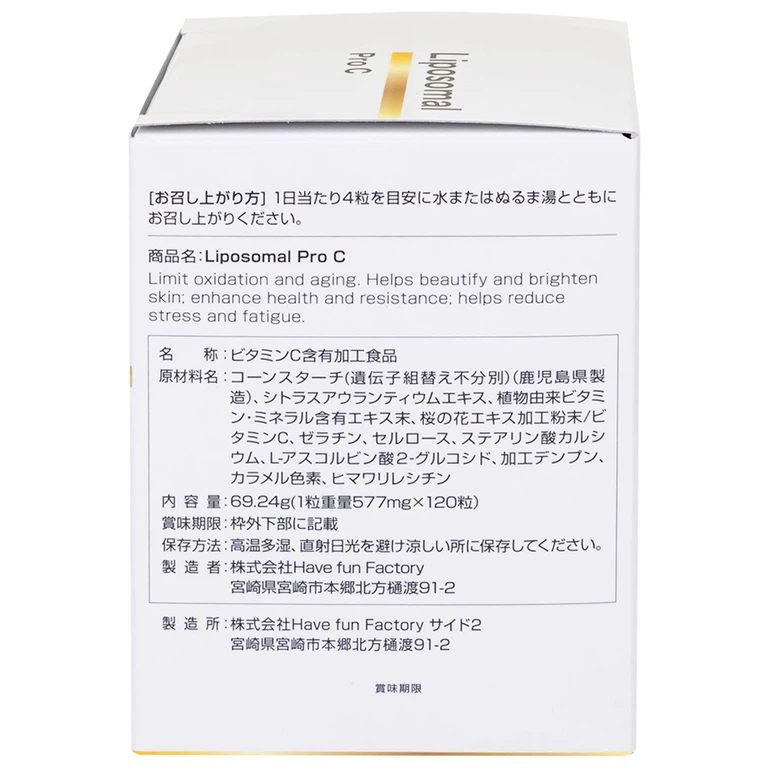 Liposomal
Pro C
[お召し上がり方] 1日当たり4粒を目安に水またはぬるま湯とともに
お召し上がりください。
商品名:Liposomal Pro C
Limit oxidation and aging. Helps beautify and brighten
skin; enhance health and resistance; helps reduce
stress and fatigue.
名　称:ビタミンC含有加工食品
原材料名:コーンスターチ(遺伝子組替え不分別)(鹿児島県製
造)、シトラスアウランティウムエキス、植物由来ビタミ
ン・ミネラル含有エキス末、桜の花エキス加工粉末/ビ
タミンC、ゼラチン、セルロース、ステアリン酸カルシ
ウム、L-アスコルビン酸2-グルコシド、加工デンプン、
カラメル色素、ヒマワリレシチン
内 容 量:69.24g(1粒重量577mg×120粒)
賞味期限:枠外下部に記載
保存方法:高温多湿、直射日光を避け涼しい所に保存してください。
製 造 者:株式会社Have fun Factory
宮崎県宮崎市本郷北方樋渡91-2
製 造 所:株式会社Have fun Factory サイド2
宮崎県宮崎市本郷北方樋渡91-2
賞味期限